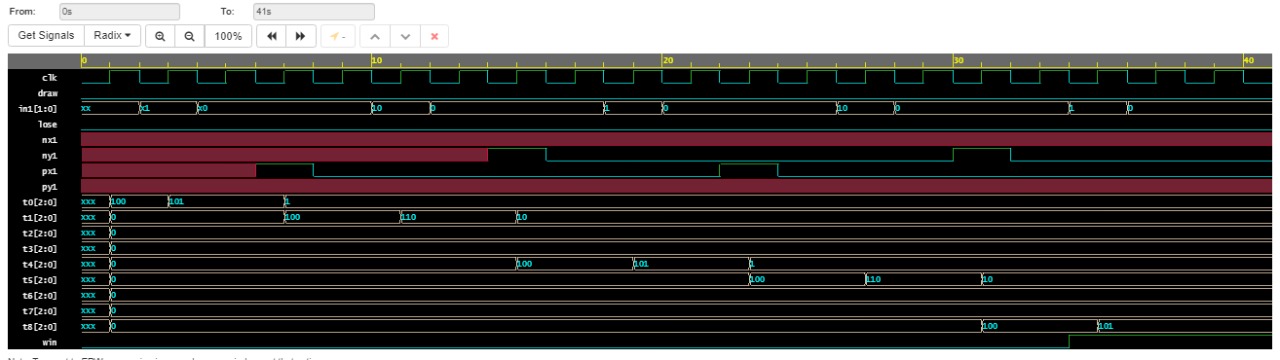 From: 0s To: 41s
Get Signals Radix 100% -
0 10 20 30 40
clk
draw
in1[1:0] xx x1 x0 10 0 1 0 10 0 1 0
lose
nx1
ny1
px1
py1
t0[2:0] xxx 100 101 1
t1[2:0] xxx 0 100 110 10
t2[2:0] xxx 0
t3[2:0] xxx 0
t4[2:0] xxx 0 100 101 1
t5[2:0] xxx 0 100 110 10
t6[2:0] xxx 0
t7[2:0] xxx 0
t8[2:0] xxx 0 100 101
win